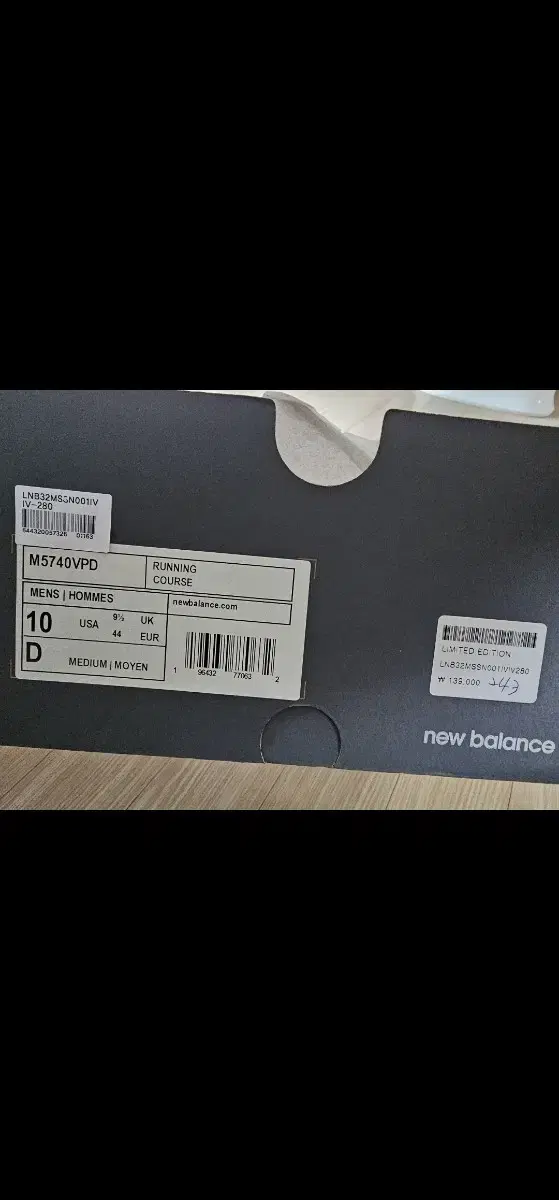 LNB32MSSN001IV
IV-280
M5740VPD
RUNNING
COURSE
MENS | HOMMES
newbalance.com
10 USA 9½ UK
44 EUR
D MEDIUM | MOYEN
1 96432 77063 2
LIMITED EDITION
LNB32MSSN001IVIV280
₩ 139,000
new balance